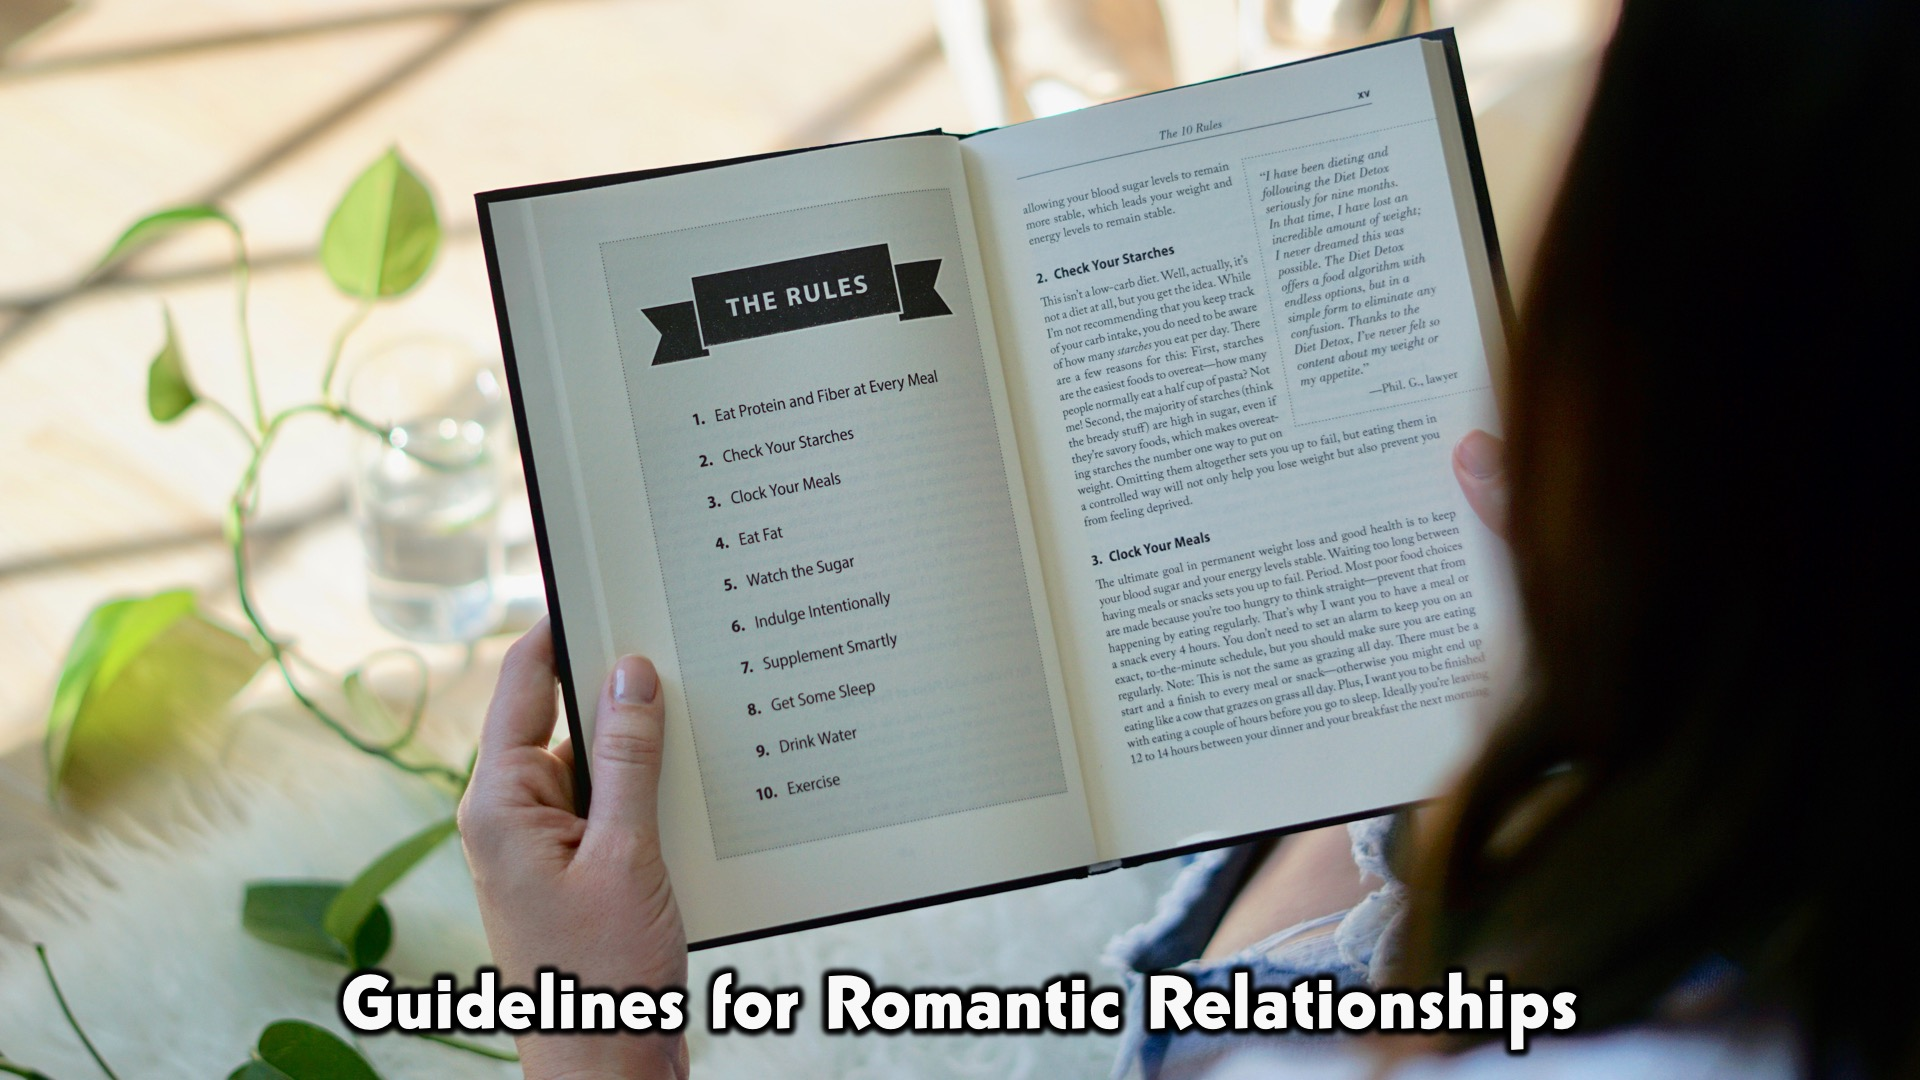 THE RULES
1. Eat Protein and Fiber at Every Meal
2. Check Your Starches
3. Clock Your Meals
4. Eat Fat
5. Watch the Sugar
6. Indulge Intentionally
7. Supplement Smartly
8. Get Some Sleep
9. Drink Water
10. Exercise
xv
The 10 Rules
allowing your blood sugar levels to remain
more stable, which leads your weight and
energy levels to remain stable.
2. Check Your Starches
This isn't a low-carb diet. Well, actually, it's
not a diet at all, but you get the idea. While
I'm not recommending that you keep track
of your carb intake, you do need to be aware
of how many starches you eat per day. There
are a few reasons for this: First, starches
are the easiest foods to overeat—how many
people normally eat a half cup of pasta? Not
me! Second, the majority of starches (think
the bready stuff) are high in sugar, even if
they're savory foods, which makes overeat-
ing starches the number one way to put on
weight. Omitting them altogether sets you up to fail, but eating them in
a controlled way will not only help you lose weight but also prevent you
from feeling deprived.
"I have been dieting and
following the Diet Detox
seriously for nine months.
In that time, I have lost an
incredible amount of weight;
I never dreamed this was
possible. The Diet Detox
offers a food algorithm with
endless options, but in a
simple form to eliminate any
confusion. Thanks to the
Diet Detox, I've never felt so
content about my weight or
my appetite."
—Phil. G., lawyer
3. Clock Your Meals
The ultimate goal in permanent weight loss and good health is to keep
your blood sugar and your energy levels stable. Waiting too long between
having meals or snacks sets you up to fail. Period. Most poor food choices
are made because you're too hungry to think straight—prevent that from
happening by eating regularly. That's why I want you to have a meal or
a snack every 4 hours. You don't need to set an alarm to keep you on an
exact, to-the-minute schedule, but you should make sure you are eating
regularly. Note: This is not the same as grazing all day. There must be a
start and a finish to every meal or snack—otherwise you might end up
eating like a cow that grazes on grass all day. Plus, I want you to be finished
with eating a couple of hours before you go to sleep. Ideally you're leaving
12 to 14 hours between your dinner and your breakfast the next morning
Guidelines for Romantic Relationships